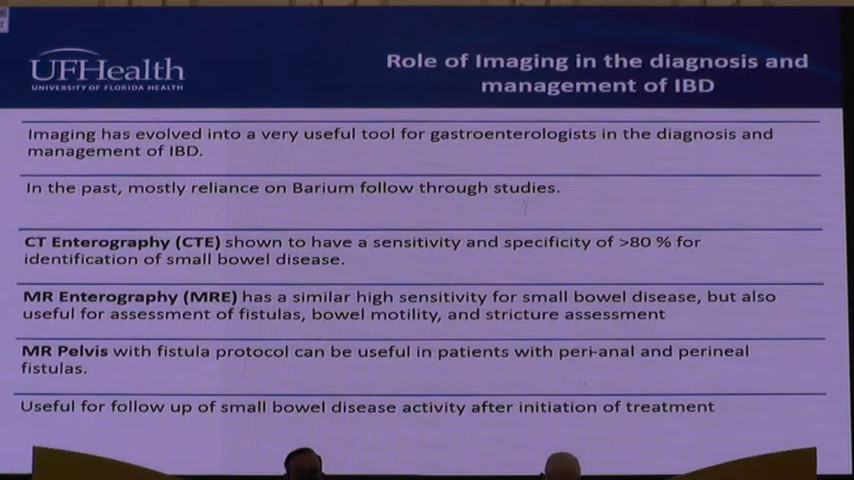 UFHealth
UNIVERSITY OF FLORIDA HEALTH
Role of Imaging in the diagnosis and
management of IBD
Imaging has evolved into a very useful tool for gastroenterologists in the diagnosis and
management of IBD.
In the past, mostly reliance on Barium follow through studies.
CT Enterography (CTE) shown to have a sensitivity and specificity of >80 % for
identification of small bowel disease.
MR Enterography (MRE) has a similar high sensitivity for small bowel disease, but also
useful for assessment of fistulas, bowel motility, and stricture assessment
MR Pelvis with fistula protocol can be useful in patients with peri-anal and perineal
fistulas.
Useful for follow up of small bowel disease activity after initiation of treatment